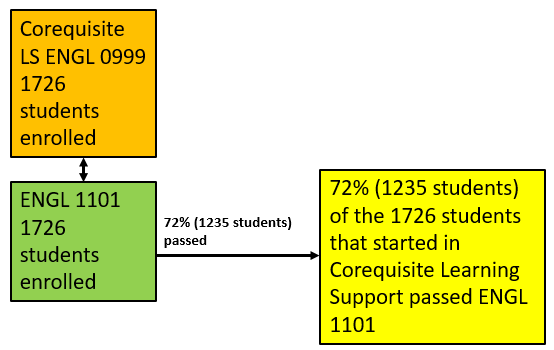 Corequisite
LS ENGL 0999
1726
students
enrolled
ENGL 1101
1726
students
enrolled
72% (1235 students)
passed
72% (1235 students)
of the 1726 students
that started in
Corequisite Learning
Support passed ENGL
1101